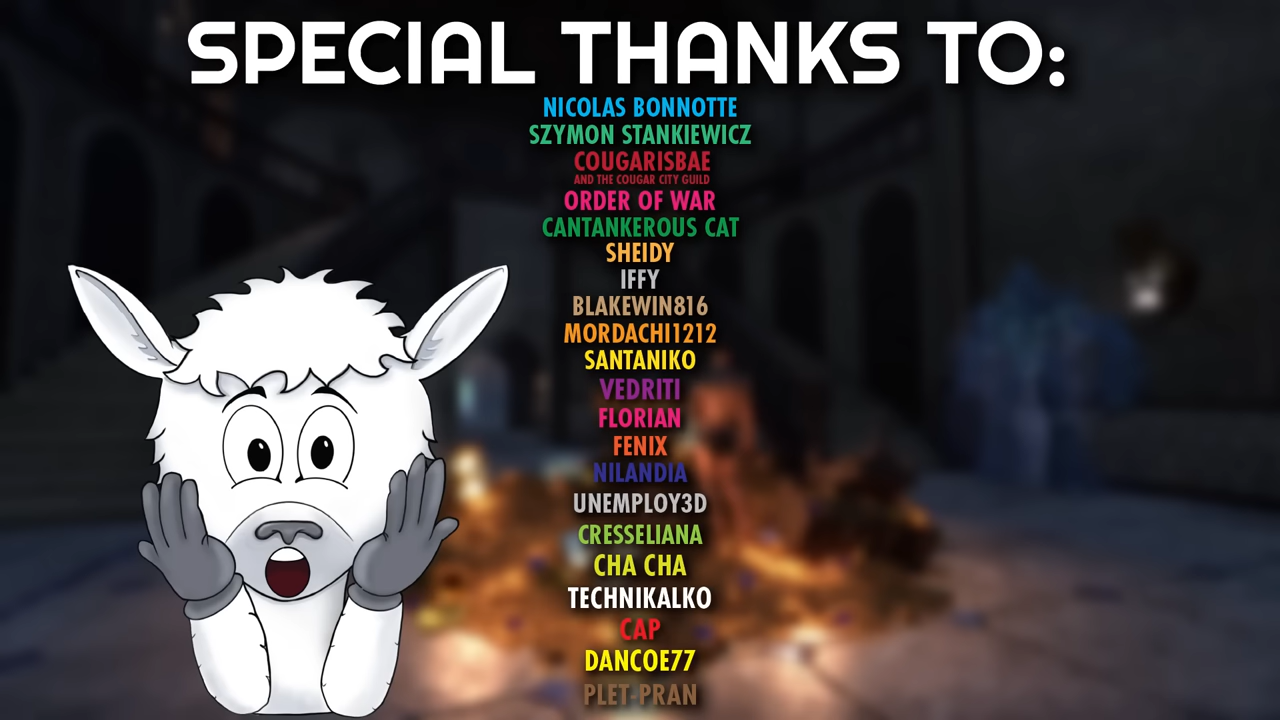 SPECIAL THANKS TO:
NICOLAS BONNOTTE
SZYMON STANKIEWICZ
COUGARISBAE
AND THE COUGAR CITY GUILD
ORDER OF WAR
CANTANKEROUS CAT
SHEIDY
IFFY
BLAKEWIN816
MORDACHI1212
SANTANIKO
VEDRITI
FLORIAN
FENIX
NILANDIA
UNEMPLOY3D
CRESSELIANA
CHA CHA
TECHNIKALKO
CAP
DANCOE77
PLET-PRAN